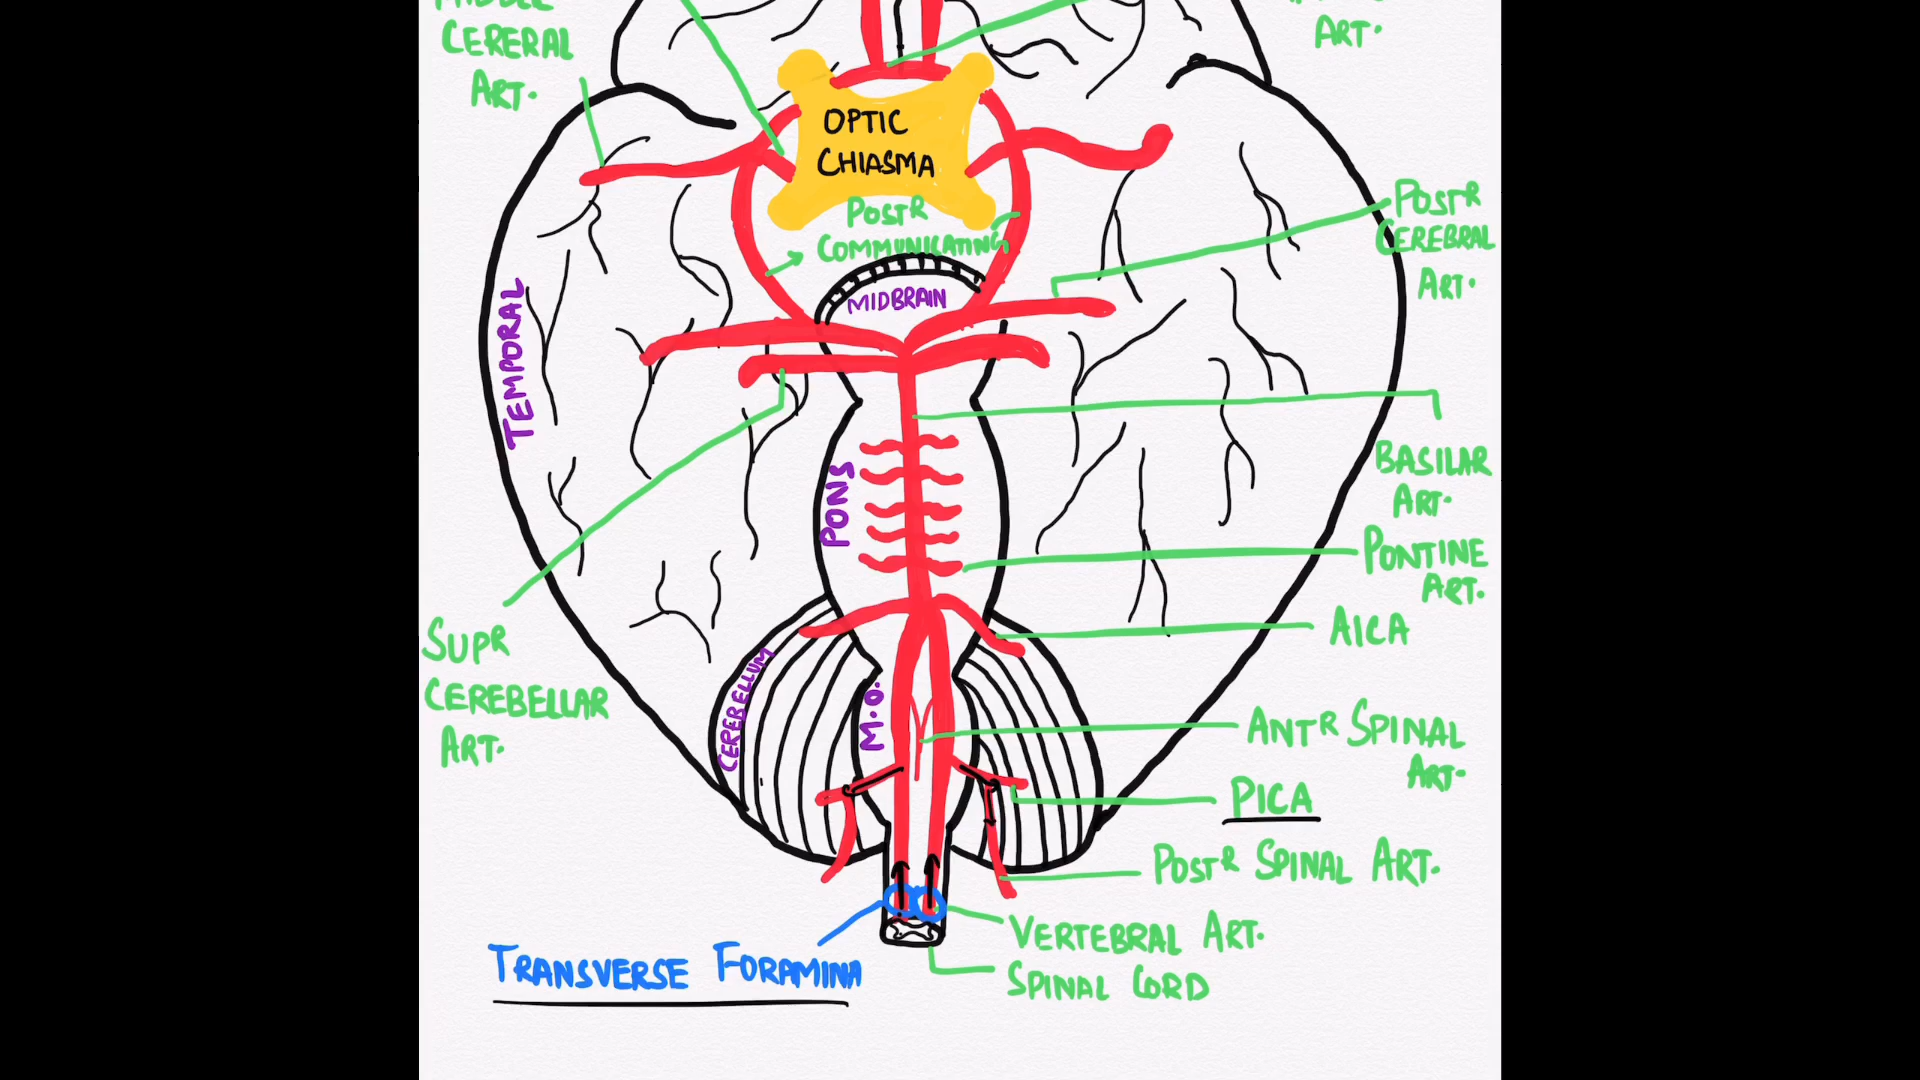 CERERAL
ART.
ART.
OPTIC
CHIASMA
POSTR
COMMUNICATING
POSTR
CEREBRAL
ART.
MIDBRAIN
TEMPORAL
BASILAR
ART.
PONS
PONTINE
ART.
SUPR
CEREBELLAR
ART.
AICA
CEREBELLUM
M.O.
ANTR SPINAL
ART.
PICA
POSTR SPINAL ART.
VERTEBRAL ART.
SPINAL CORD
TRANSVERSE FORAMINA